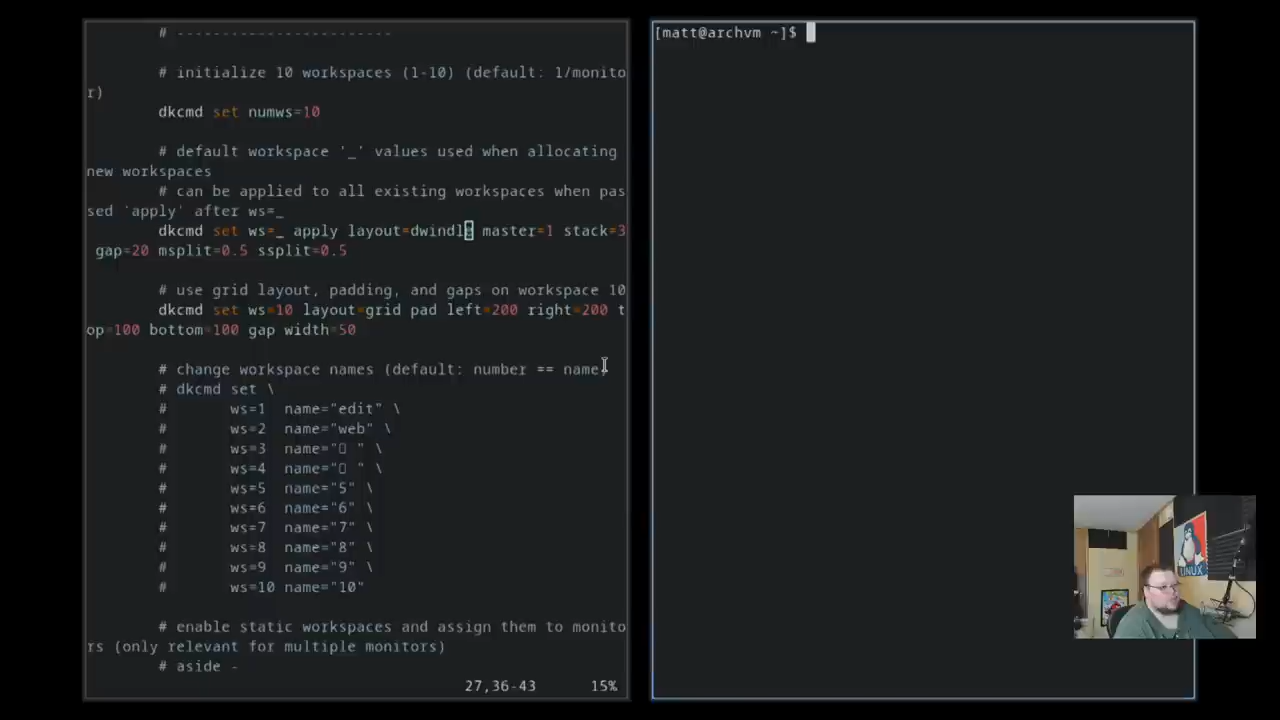 # ------------------------
# initialize 10 workspaces (1-10) (default: 1/monito
r)
dkcmd set numws=10
# default workspace '_' values used when allocating
new workspaces
# can be applied to all existing workspaces when pas
sed `apply` after ws=_
dkcmd set ws=_ apply layout=dwindle master=1 stack=3
gap=20 msplit=0.5 ssplit=0.5
# use grid layout, padding, and gaps on workspace 10
dkcmd set ws=10 layout=grid pad left=200 right=200 t
op=100 bottom=100 gap width=50
# change workspace names (default: number == name)
# dkcmd set \
# ws=1 name="edit" \
# ws=2 name="web" \
# ws=3 name="▯ " \
# ws=4 name="▯ " \
# ws=5 name="5" \
# ws=6 name="6" \
# ws=7 name="7" \
# ws=8 name="8" \
# ws=9 name="9" \
# ws=10 name="10"
# enable static workspaces and assign them to monito
rs (only relevant for multiple monitors)
# aside -
27,36-43 15%
[matt@archvm ~]$
LINUX